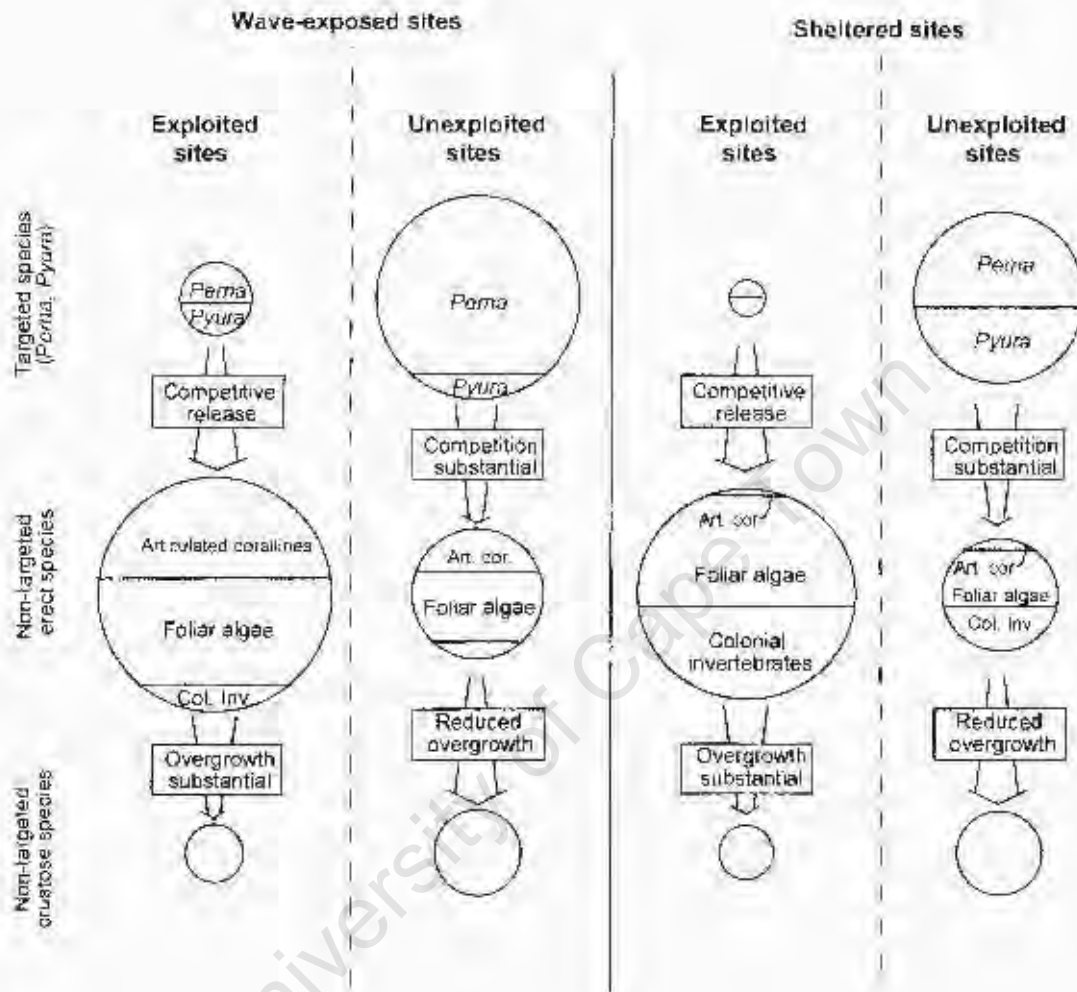 Wave-exposed sites
Sheltered sites
Exploited
sites
Unexploited
sites
Exploited
sites
Unexploited
sites
Targeted species
(Perna, Pyura)
Perna
Pyura
Perna
Pyura
Perna
Pyura
Competitive
release
Competition
substantial
Competitive
release
Competition
substantial
Non-targeted
erect species
Articulated corallines
Foliar algae
Col. Inv
Art. cor.
Foliar algae
Art. cor
Foliar algae
Colonial
invertebrates
Art. cor
Foliar algae
Col. Inv
Overgrowth
substantial
Reduced
overgrowth
Overgrowth
substantial
Reduced
overgrowth
Non-targeted
crustose species
University of Cape Town